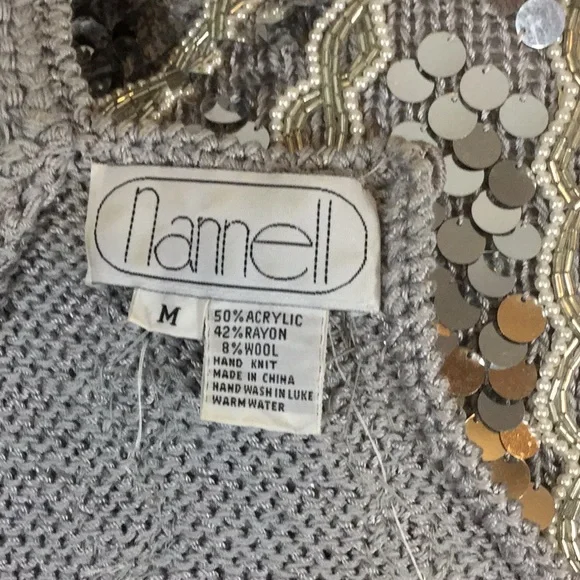 nannell
M
50% ACRYLIC
42% RAYON
8% WOOL
HAND KNIT
MADE IN CHINA
HAND WASH IN LUKE
WARM WATER